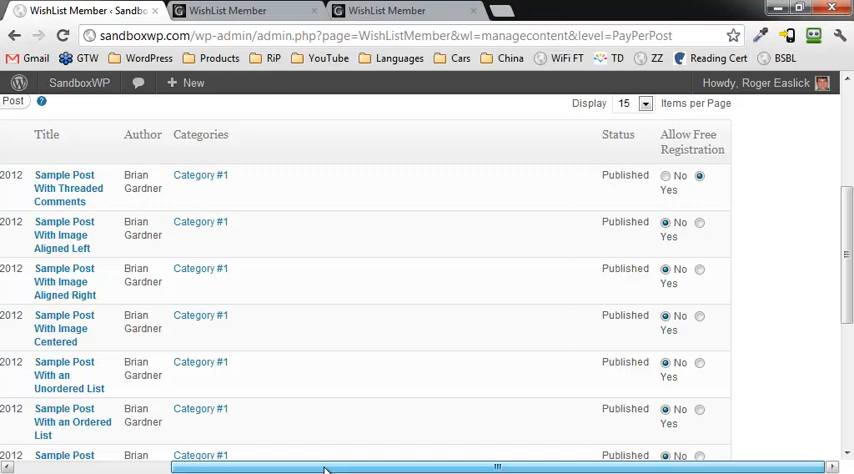 WishList Member ‹ Sandbo
WishList Member
WishList Member
sandboxwp.com/wp-admin/admin.php?page=WishListMember&wl=managecontent&level=PayPerPost
Gmail GTW WordPress Products RiP YouTube Languages Cars China WiFi FT TD ZZ Reading Cert BSBL
SandboxWP + New Howdy, Roger Easlick
Post ? Display 15 Items per Page
Title Author Categories Status Allow Free
Registration
2012 Sample Post Brian Category #1 Published No
With Threaded Gardner Yes
Comments
Sample Post Brian Category #1 Published No
2012 With Image Gardner Yes
Aligned Left
2012 Sample Post Brian Category #1 Published No
With Image Gardner Yes
Aligned Right
2012 Sample Post Brian Category #1 Published No
With Image Gardner Yes
Centered
2012 Sample Post Brian Category #1 Published No
With an Gardner Yes
Unordered List
2012 Sample Post Brian Category #1 Published No
With an Ordered Gardner Yes
List
2012 Sample Post Brian Category #1 Published No